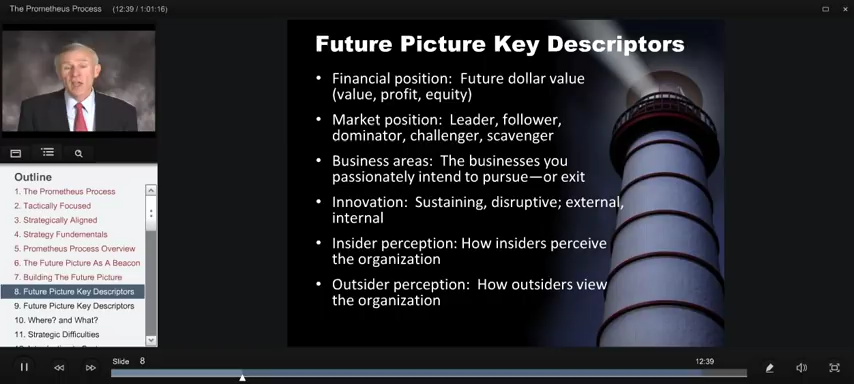 The Prometheus Process (12:39 / 1:01:16)
Future Picture Key Descriptors
• Financial position: Future dollar value
(value, profit, equity)
• Market position: Leader, follower,
dominator, challenger, scavenger
• Business areas: The businesses you
passionately intend to pursue—or exit
• Innovation: Sustaining, disruptive; external,
internal
• Insider perception: How insiders perceive
the organization
• Outsider perception: How outsiders view
the organization
Outline
1. The Prometheus Process
2. Tactically Focused
3. Strategically Aligned
4. Strategy Fundamentals
5. Prometheus Process Overview
6. The Future Picture As A Beacon
7. Building The Future Picture
8. Future Picture Key Descriptors
9. Future Picture Key Descriptors
10. Where? and What?
11. Strategic Difficulties
Slide 8
12:39